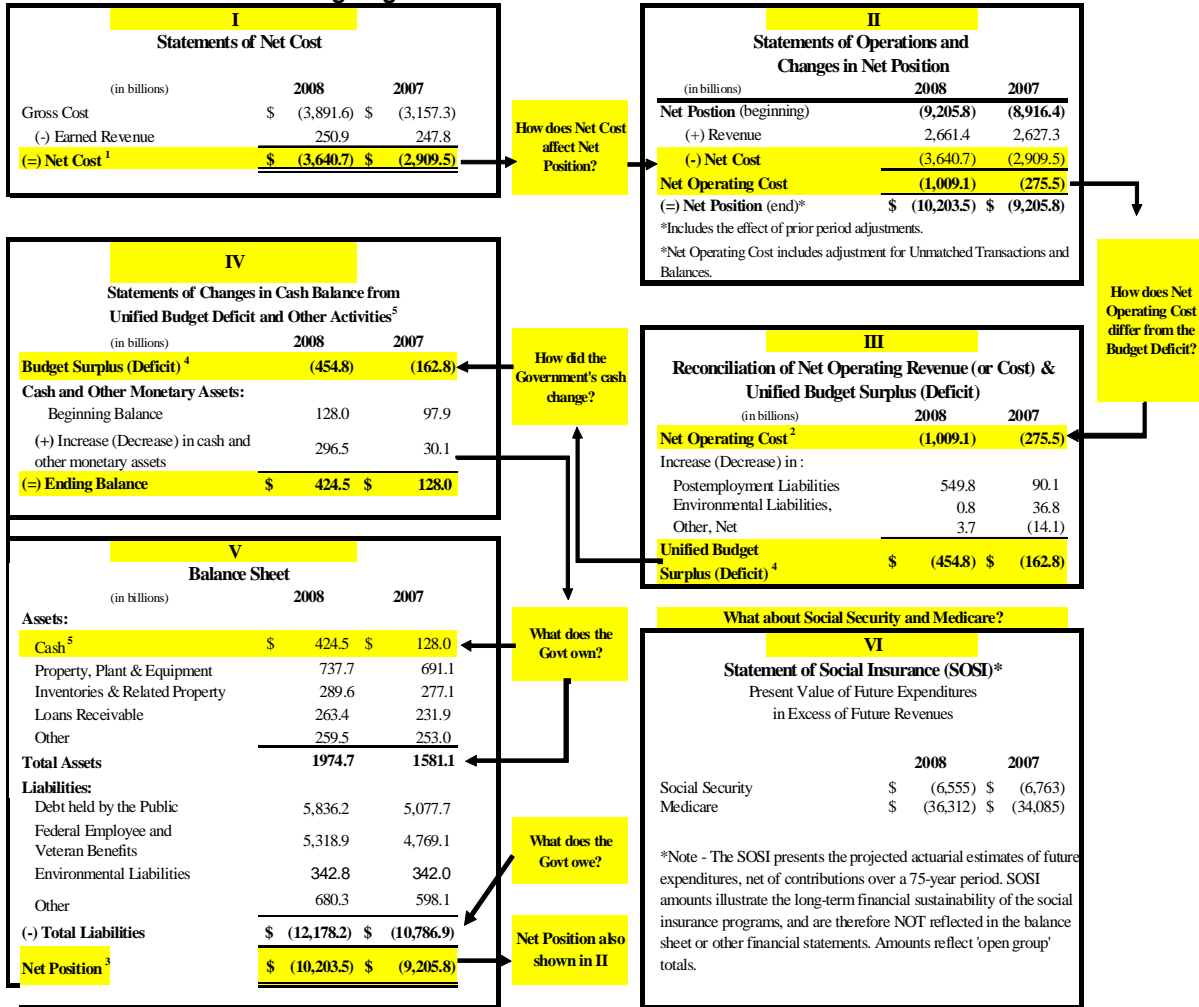 I
Statements of Net Cost
(in billions) 2008 2007
Gross Cost $ (3,891.6) $ (3,157.3)
(-) Earned Revenue 250.9 247.8
(=) Net Cost 1 $ (3,640.7) $ (2,909.5)
How does Net Cost
affect Net
Position?
II
Statements of Operations and
Changes in Net Position
(in billions) 2008 2007
Net Postion (beginning) (9,205.8) (8,916.4)
(+) Revenue 2,661.4 2,627.3
(-) Net Cost (3,640.7) (2,909.5)
Net Operating Cost (1,009.1) (275.5)
(=) Net Position (end)* $ (10,203.5) $ (9,205.8)
*Includes the effect of prior period adjustments.
*Net Operating Cost includes adjustment for Unmatched Transactions and
Balances.
How does Net
Operating Cost
differ from the
Budget Deficit?
IV
Statements of Changes in Cash Balance from
Unified Budget Deficit and Other Activities5
(in billions) 2008 2007
Budget Surplus (Deficit) 4 (454.8) (162.8)
Cash and Other Monetary Assets:
Beginning Balance 128.0 97.9
(+) Increase (Decrease) in cash and
other monetary assets 296.5 30.1
(=) Ending Balance $ 424.5 $ 128.0
How did the
Government's cash
change?
III
Reconciliation of Net Operating Revenue (or Cost) &
Unified Budget Surplus (Deficit)
(in billions) 2008 2007
Net Operating Cost 2 (1,009.1) (275.5)
Increase (Decrease) in :
Postemployment Liabilities 549.8 90.1
Environmental Liabilities, 0.8 36.8
Other, Net 3.7 (14.1)
Unified Budget
Surplus (Deficit) 4 $ (454.8) $ (162.8)
V
Balance Sheet
(in billions) 2008 2007
Assets:
Cash5 $ 424.5 $ 128.0
Property, Plant & Equipment 737.7 691.1
Inventories & Related Property 289.6 277.1
Loans Receivable 263.4 231.9
Other 259.5 253.0
Total Assets 1974.7 1581.1
Liabilities:
Debt held by the Public 5,836.2 5,077.7
Federal Employee and
Veteran Benefits 5,318.9 4,769.1
Environmental Liabilities 342.8 342.0
Other 680.3 598.1
(-) Total Liabilities $ (12,178.2) $ (10,786.9)
Net Position 3 $ (10,203.5) $ (9,205.8)
What does the
Govt own?
What does the
Govt owe?
Net Position also
shown in II
What about Social Security and Medicare?
VI
Statement of Social Insurance (SOSI)*
Present Value of Future Expenditures
in Excess of Future Revenues
2008 2007
Social Security $ (6,555) $ (6,763)
Medicare $ (36,312) $ (34,085)
*Note - The SOSI presents the projected actuarial estimates of future
expenditures, net of contributions over a 75-year period. SOSI
amounts illustrate the long-term financial sustainability of the social
insurance programs, and are therefore NOT reflected in the balance
sheet or other financial statements. Amounts reflect 'open group'
totals.